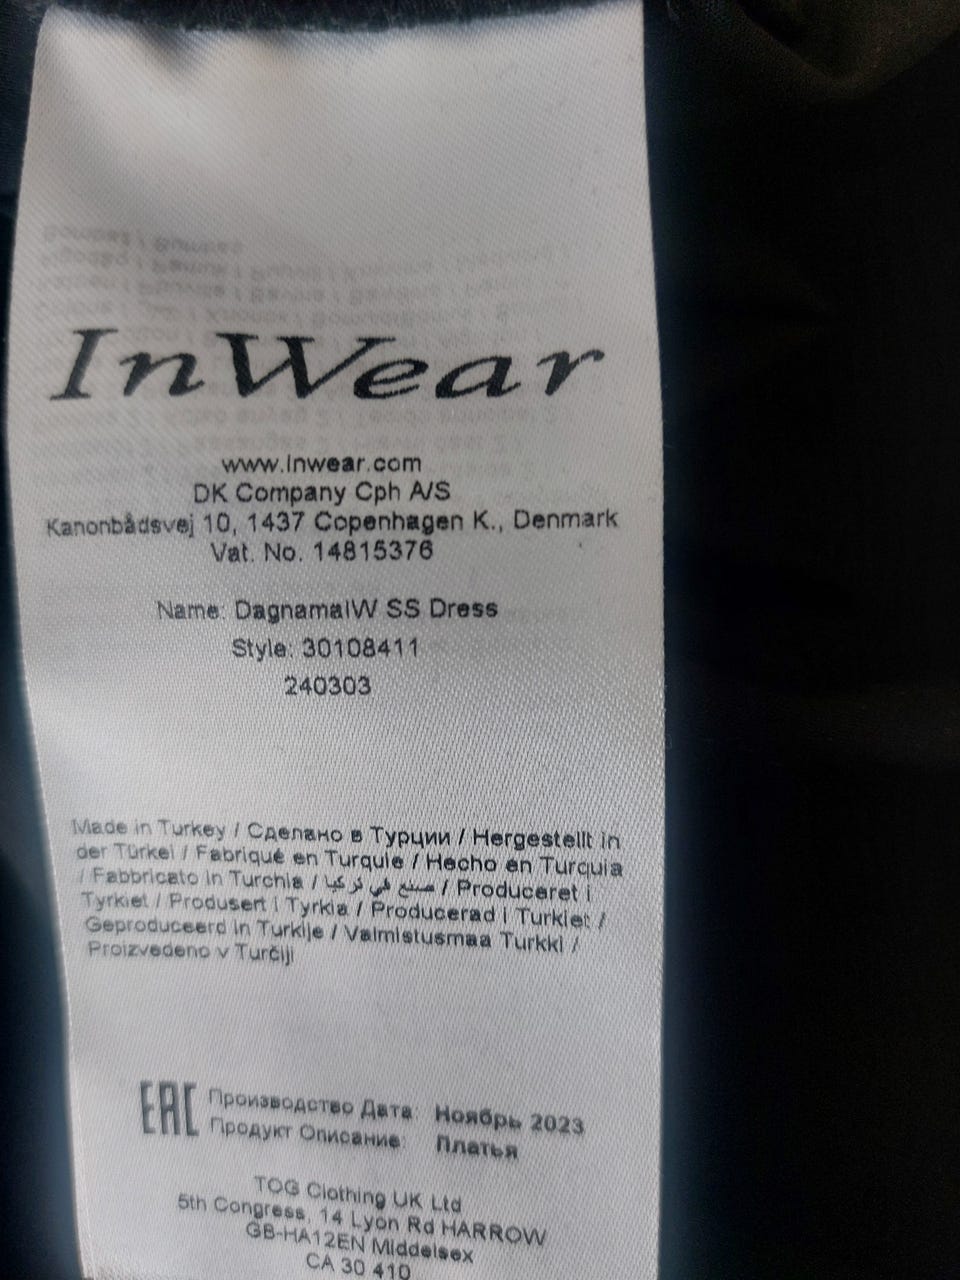 InWear
www.inwear.com
DK Company Cph A/S
Kanonbådsvej 10, 1437 Copenhagen K., Denmark
Vat. No. 14815376
Name: DagnamaIW SS Dress
Style: 30108411
240303
Made in Turkey / Сделано в Турции / Hergestellt in
der Türkei / Fabriqué en Turquie / Hecho en Turquia
/ Fabbricato in Turchia / صنع في تركيا / Produceret i
Tyrkiet / Produsert i Tyrkia / Producerad i Turkiet /
Geproduceerd in Turkije / Valmistusmaa Turkki /
Proizvedeno v Turčiji
EAC Производство Дата: Ноябрь 2023
Продукт Описание: Платья
TOG Clothing UK Ltd
5th Congress, 14 Lyon Rd HARROW
GB-HA12EN Middelsex
CA 30 410